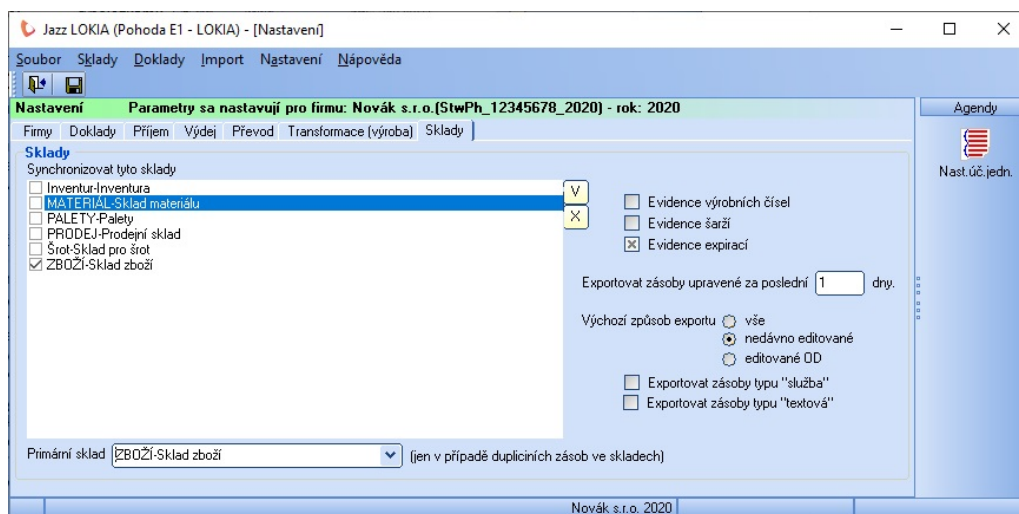 Jazz LOKIA (Pohoda E1 - LOKIA) - [Nastavení]
Soubor Sklady Doklady Import Nastavení Nápověda
Nastavení Parametry sa nastavují pro firmu: Novák s.r.o.(StwPh_12345678_2020) - rok: 2020
Agendy
Firmy Doklady Příjem Výdej Převod Transformace (výroba) Sklady
Nast.úč.jedn.
Sklady
Synchronizovat tyto sklady
Inventur-Inventura
MATERIÁL-Sklad materiálu
PALETY-Palety
PRODEJ-Prodejní sklad
Šrot-Sklad pro šrot
ZBOŽÍ-Sklad zboží
V
X
Evidence výrobních čísel
Evidence šarží
Evidence expirací
Exportovat zásoby upravené za poslední 1 dny.
Výchozí způsob exportu vše
nedávno editované
editované OD
Exportovat zásoby typu "služba"
Exportovat zásoby typu "textová"
Primární sklad ZBOŽÍ-Sklad zboží (jen v případě dupliciních zásob ve skladech)
Novák s.r.o. 2020